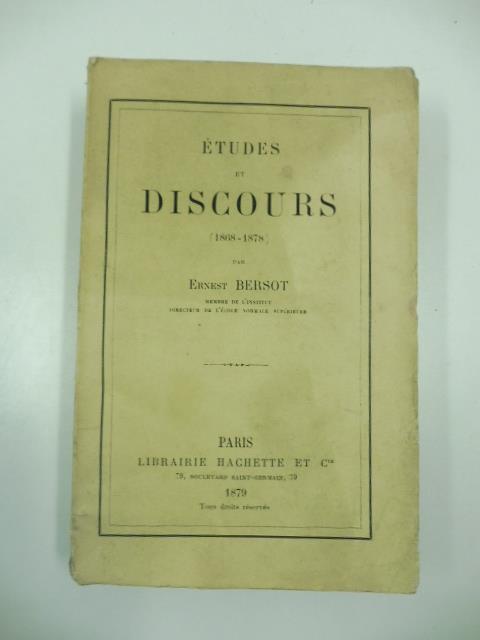 ÉTUDES
ET
DISCOURS
(1868-1878)
PAR
ERNEST BERSOT
MEMBRE DE L'INSTITUT
DIRECTEUR DE L'ÉCOLE NORMALE SUPÉRIEURE
PARIS
LIBRAIRIE HACHETTE ET Cie
79, BOULEVARD SAINT-GERMAIN, 79
1879
Tous droits réservés